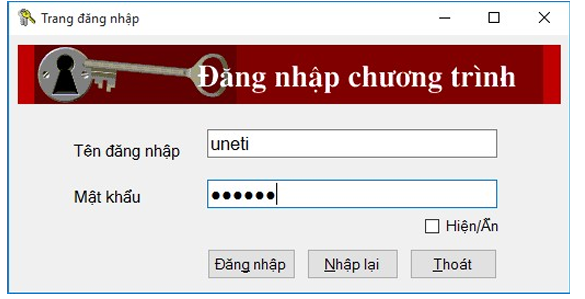 Trang đăng nhập
Đăng nhập chương trình
Tên đăng nhập
uneti
Mật khẩu
●●●●●●
Hiện/Ẩn
Đăng nhập
Nhập lại
Thoát